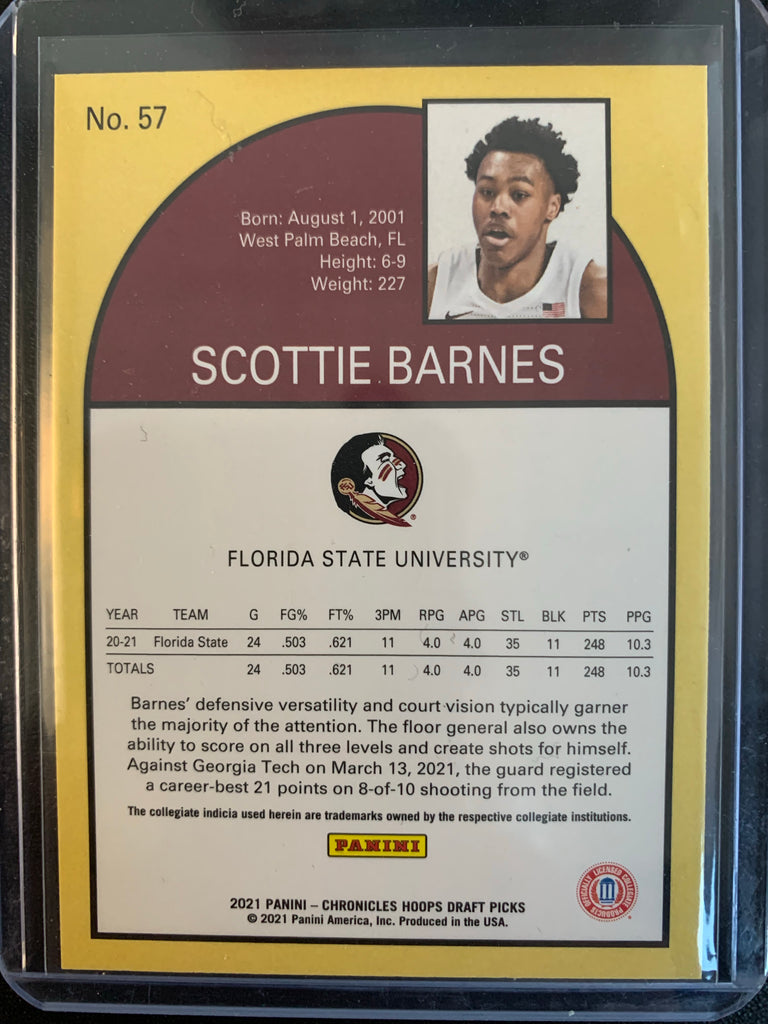 No. 57
Born: August 1, 2001
West Palm Beach, FL
Height: 6-9
Weight: 227
SCOTTIE BARNES
FLORIDA STATE UNIVERSITY®
YEAR TEAM G FG% FT% 3PM RPG APG STL BLK PTS PPG
20-21 Florida State 24 .503 .621 11 4.0 4.0 35 11 248 10.3
TOTALS 24 .503 .621 11 4.0 4.0 35 11 248 10.3
Barnes' defensive versatility and court vision typically garner
the majority of the attention. The floor general also owns the
ability to score on all three levels and create shots for himself.
Against Georgia Tech on March 13, 2021, the guard registered
a career-best 21 points on 8-of-10 shooting from the field.
The collegiate indicia used herein are trademarks owned by the respective collegiate institutions.
PANINI
OFFICIALLY LICENSED COLLEGIATE PRODUCTS
2021 PANINI – CHRONICLES HOOPS DRAFT PICKS
© 2021 Panini America, Inc. Produced in the USA.